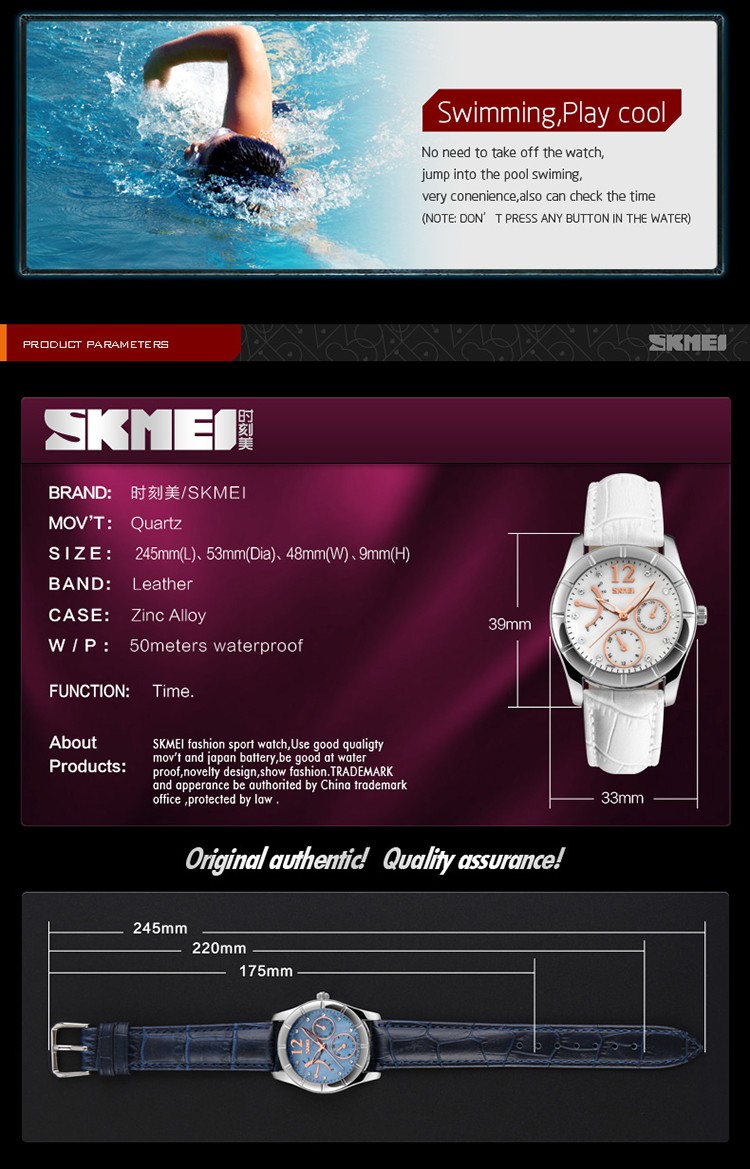 Swimming,Play cool
No need to take off the watch,
jump into the pool swiming,
very conenience,also can check the time
(NOTE: DON'T PRESS ANY BUTTON IN THE WATER)
PRODUCT PARAMETERS
SKMEI
SKMEI时刻美
BRAND: 时刻美/SKMEI
MOV'T: Quartz
SIZE: 245mm(L)、53mm(Dia)、48mm(W)、9mm(H)
BAND: Leather
CASE: Zinc Alloy
W/P: 50meters waterproof
FUNCTION: Time.
About Products:
SKMEI fashion sport watch,Use good qualigty
mov't and japan battery,be good at water
proof,novelty design,show fashion.TRADEMARK
and apperance be authorited by China trademark
office ,protected by law .
39mm
12
SKMEI
33mm
Original authentic! Quality assurance!
245mm
220mm
175mm
12
SKMEI